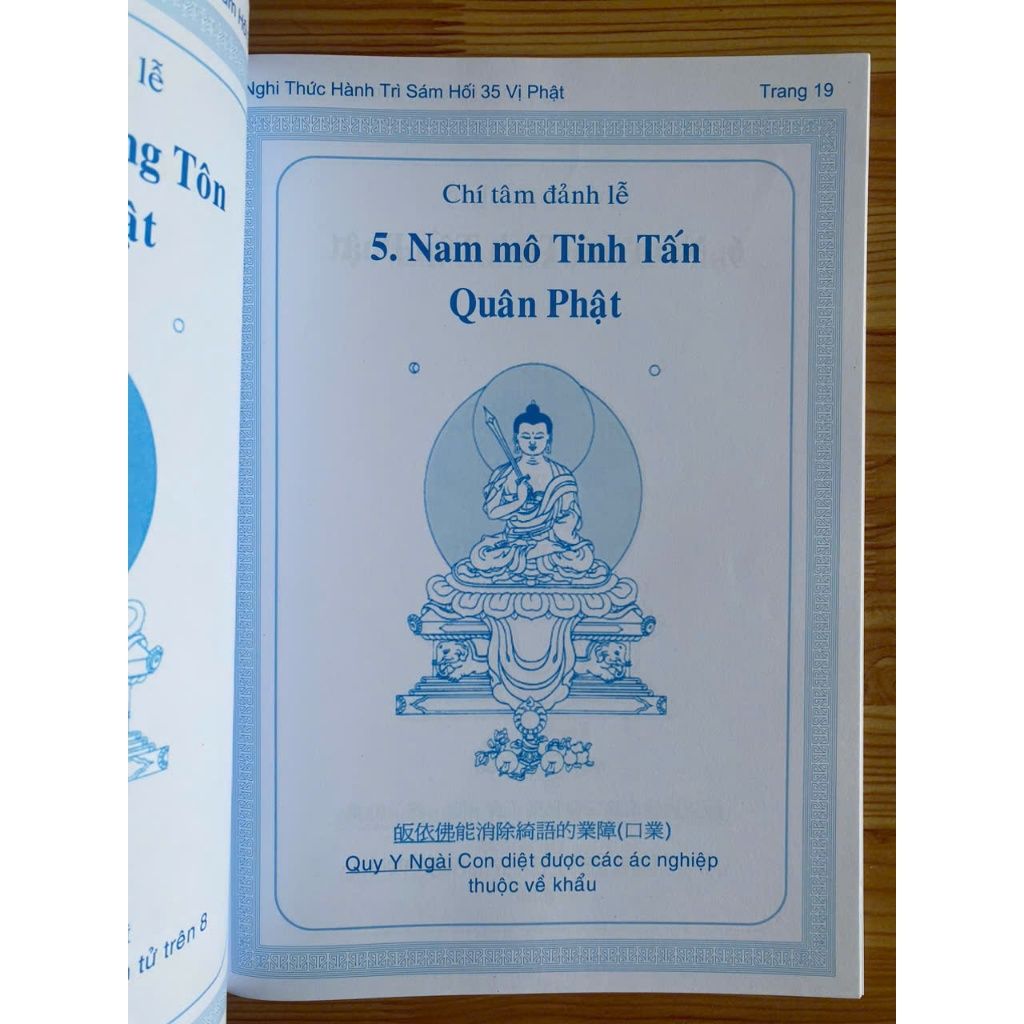 lễ
Tôn
tử trên 8
Nghi Thức Hành Trì Sám Hối 35 Vị Phật
Trang 19
Chí tâm đảnh lễ
5. Nam mô Tinh Tấn
Quân Phật
皈依佛能消除綺語的業障(口業)
Quy Y Ngài Con diệt được các ác nghiệp
thuộc về khẩu